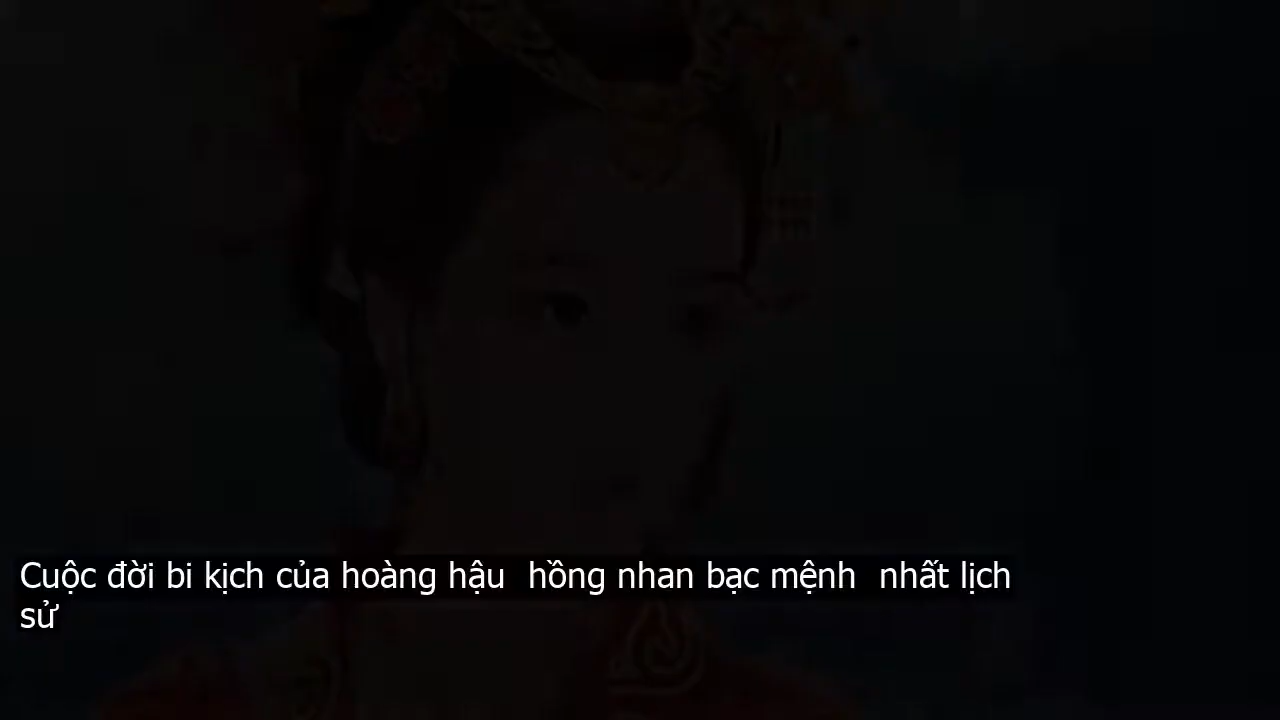 Cuộc đời bi kịch của hoàng hậu  hồng nhan bạc mệnh  nhất lịch
sử